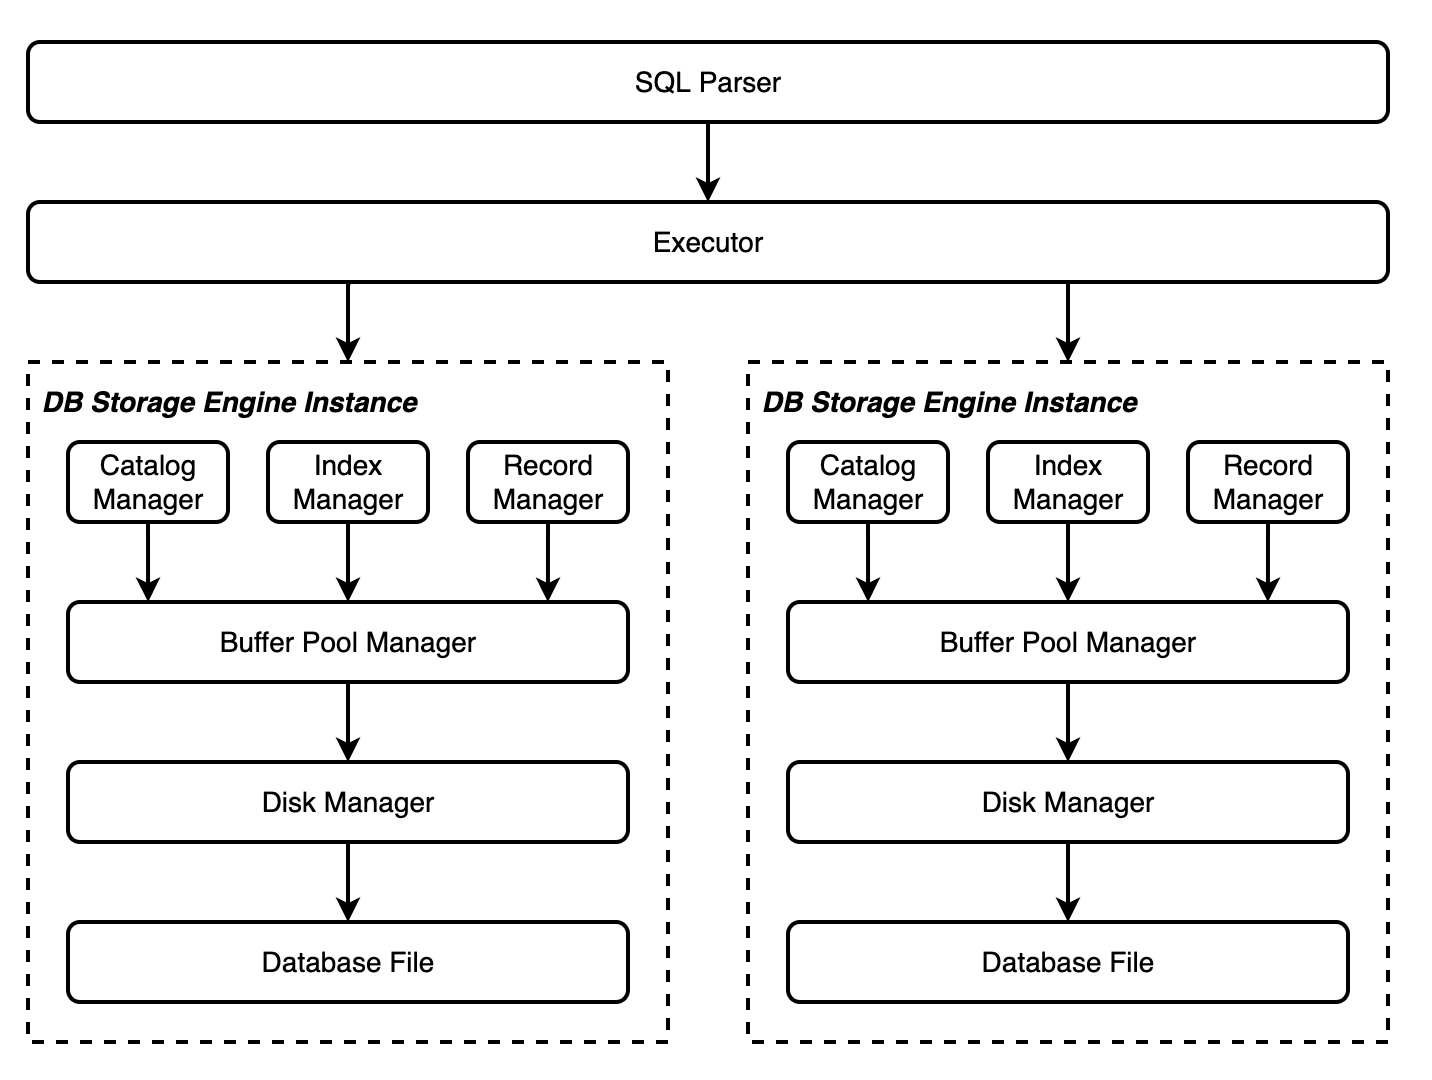 SQL Parser
Executor
DB Storage Engine Instance
Catalog
Manager
Index
Manager
Record
Manager
Buffer Pool Manager
Disk Manager
Database File
DB Storage Engine Instance
Catalog
Manager
Index
Manager
Record
Manager
Buffer Pool Manager
Disk Manager
Database File